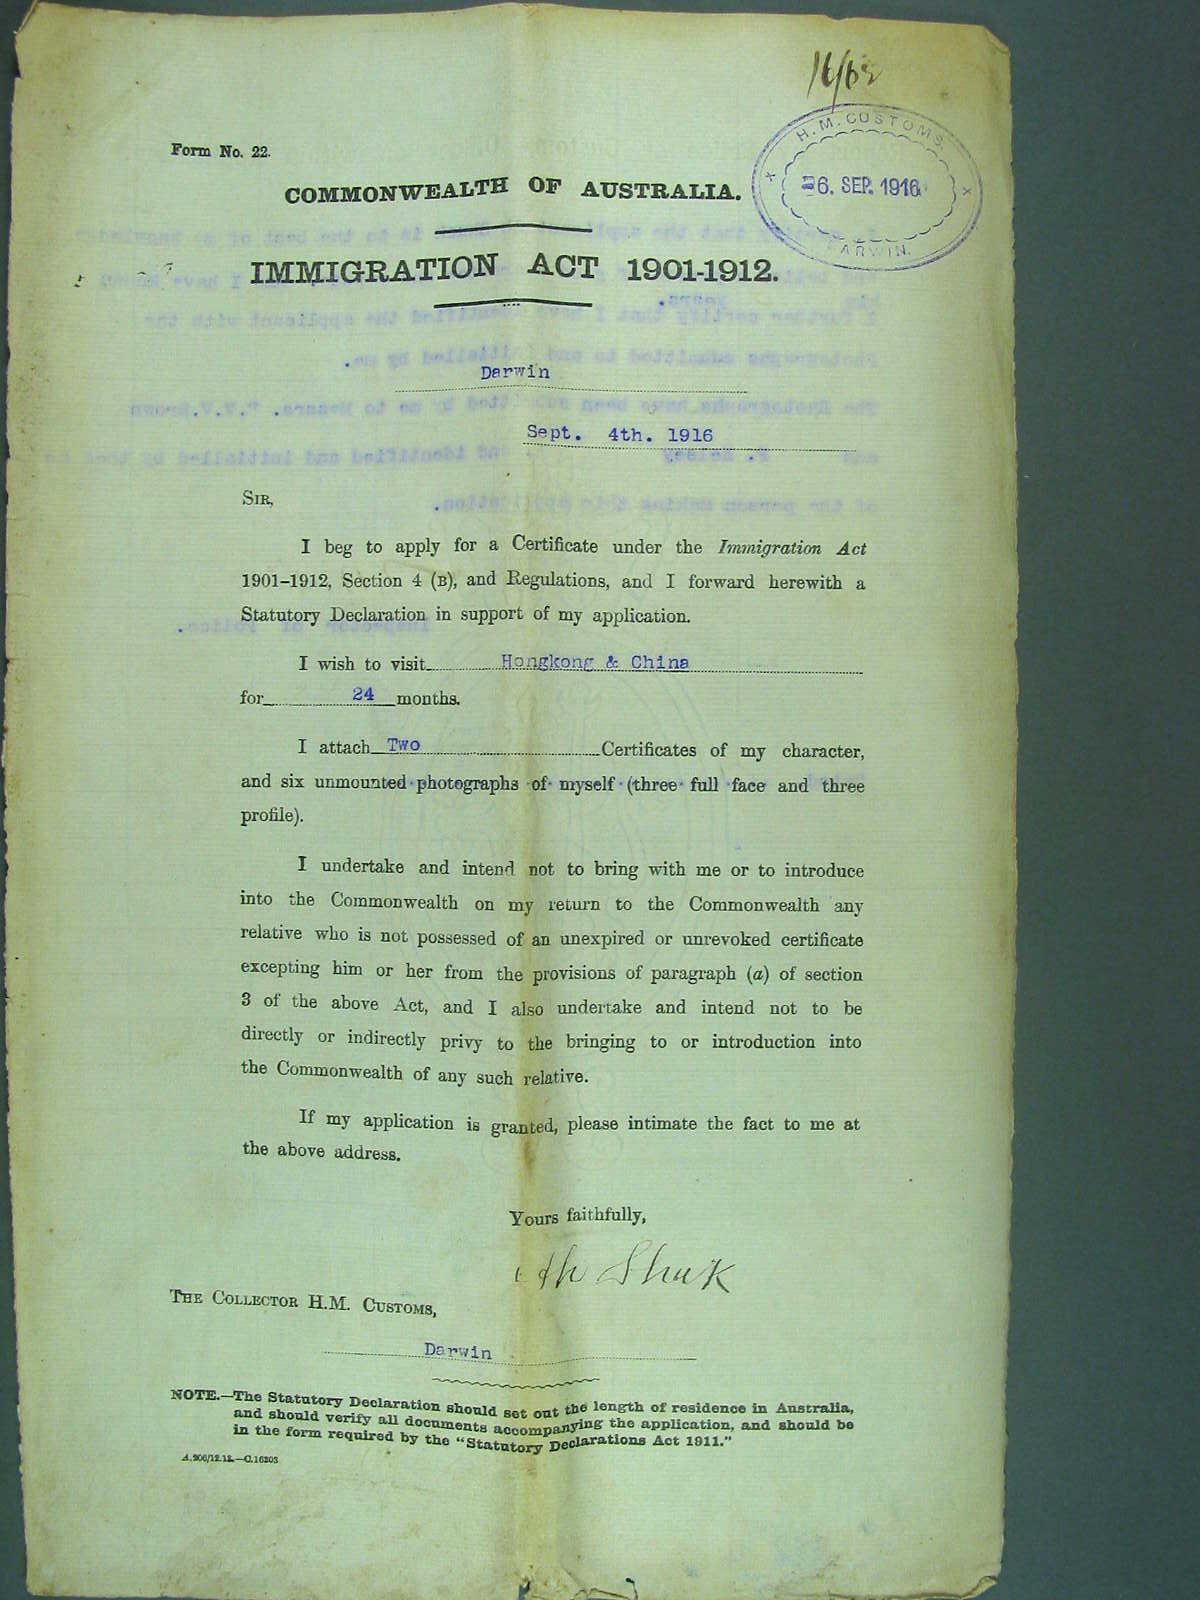 16/62
H.M. CUSTOMS.
6. SEP. 1916
DARWIN.
Form No. 22.
COMMONWEALTH OF AUSTRALIA.
IMMIGRATION ACT 1901-1912.
Darwin
Sept. 4th. 1916
SIR,
I beg to apply for a Certificate under the Immigration Act
1901–1912, Section 4 (B), and Regulations, and I forward herewith a
Statutory Declaration in support of my application.
I wish to visit Hongkong & China
for 24 months.
I attach Two Certificates of my character,
and six unmounted photographs of myself (three full face and three
profile).
I undertake and intend not to bring with me or to introduce
into the Commonwealth on my return to the Commonwealth any
relative who is not possessed of an unexpired or unrevoked certificate
excepting him or her from the provisions of paragraph (a) of section
3 of the above Act, and I also undertake and intend not to be
directly or indirectly privy to the bringing to or introduction into
the Commonwealth of any such relative.
If my application is granted, please intimate the fact to me at
the above address.
Yours faithfully,
Ah Shuk
THE COLLECTOR H.M. CUSTOMS,
Darwin
NOTE.—The Statutory Declaration should set out the length of residence in Australia,
and should verify all documents accompanying the application, and should be
in the form required by the "Statutory Declarations Act 1911."
A.206/12.12.—C.16303